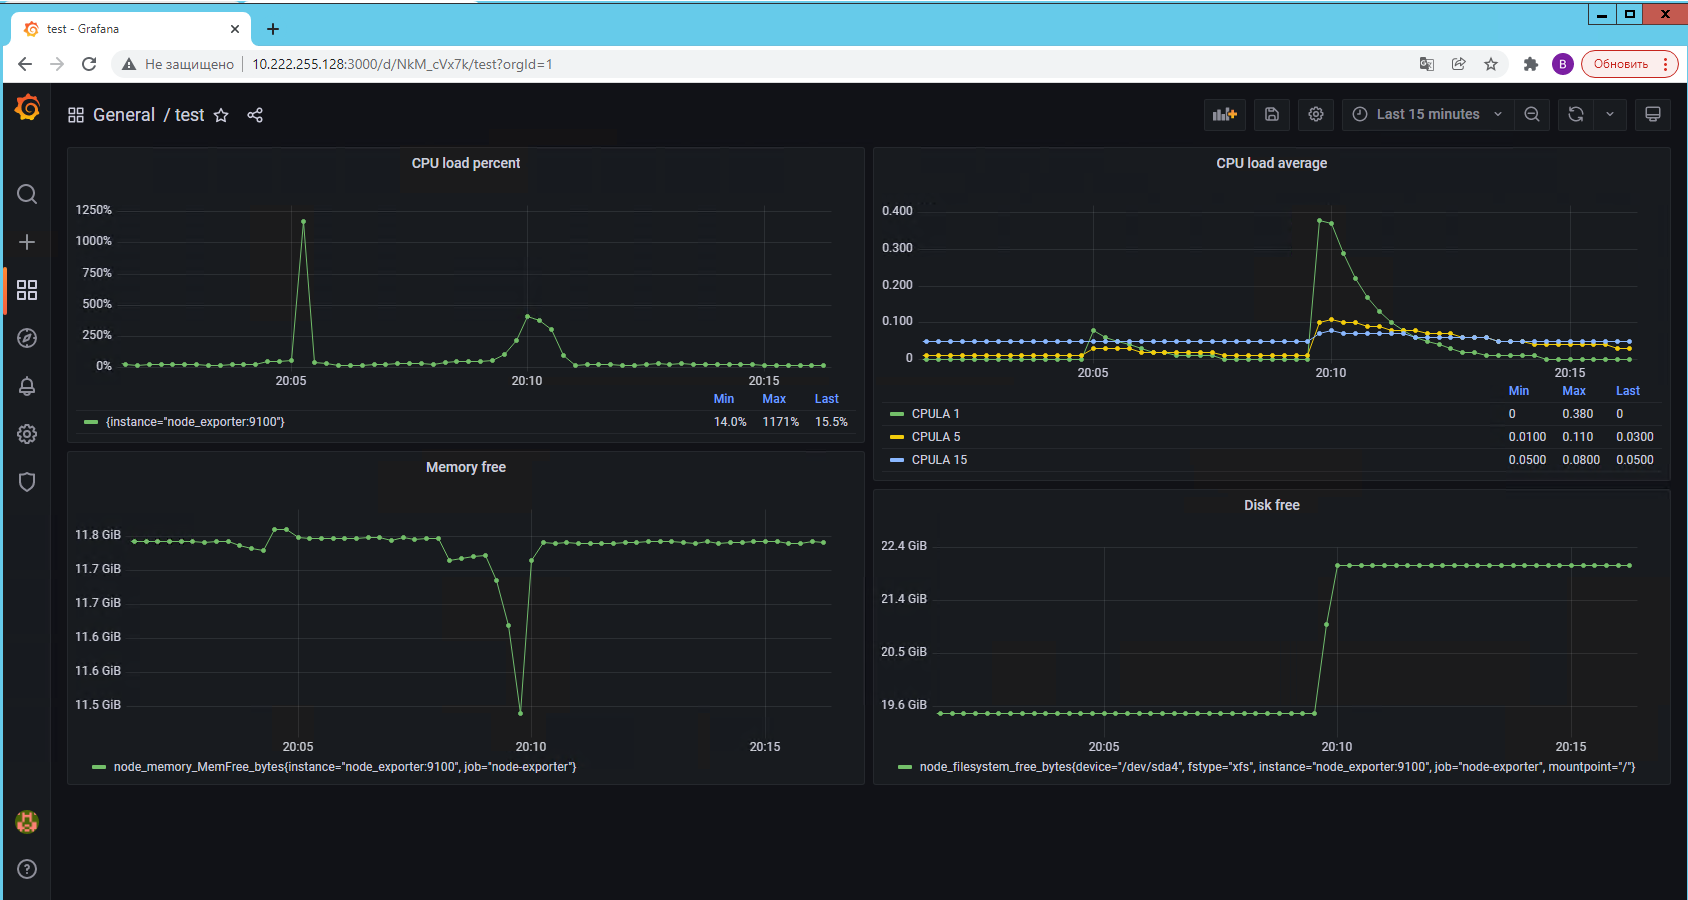 test - Grafana
Не защищено 10.222.255.128:3000/d/NkM_cVx7k/test?orgId=1
B
Обновить
General / test
Last 15 minutes
CPU load percent
1250%
1000%
750%
500%
250%
0%
20:05 20:10 20:15
Min Max Last
{instance="node_exporter:9100"} 14.0% 1171% 15.5%
CPU load average
0.400
0.300
0.200
0.100
0
20:05 20:10 20:15
Min Max Last
CPULA 1 0 0.380 0
CPULA 5 0.0100 0.110 0.0300
CPULA 15 0.0500 0.0800 0.0500
Memory free
11.8 GiB
11.7 GiB
11.7 GiB
11.6 GiB
11.6 GiB
11.5 GiB
20:05 20:10 20:15
node_memory_MemFree_bytes{instance="node_exporter:9100", job="node-exporter"}
Disk free
22.4 GiB
21.4 GiB
20.5 GiB
19.6 GiB
20:05 20:10 20:15
node_filesystem_free_bytes{device="/dev/sda4", fstype="xfs", instance="node_exporter:9100", job="node-exporter", mountpoint="/"}